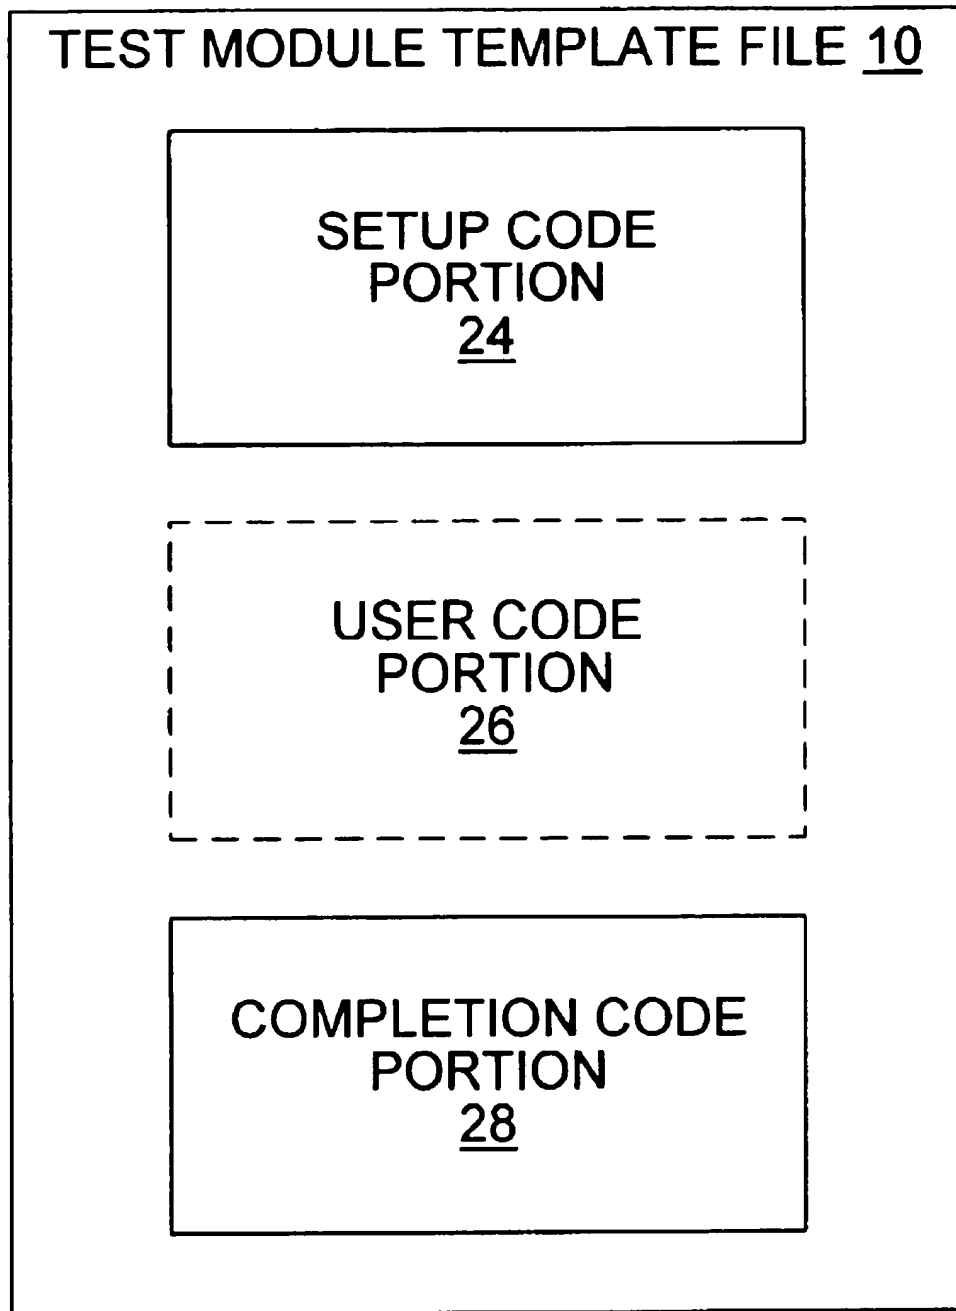 TEST MODULE TEMPLATE FILE 10
SETUP CODE
PORTION
24
USER CODE
PORTION
26
COMPLETION CODE
PORTION
28